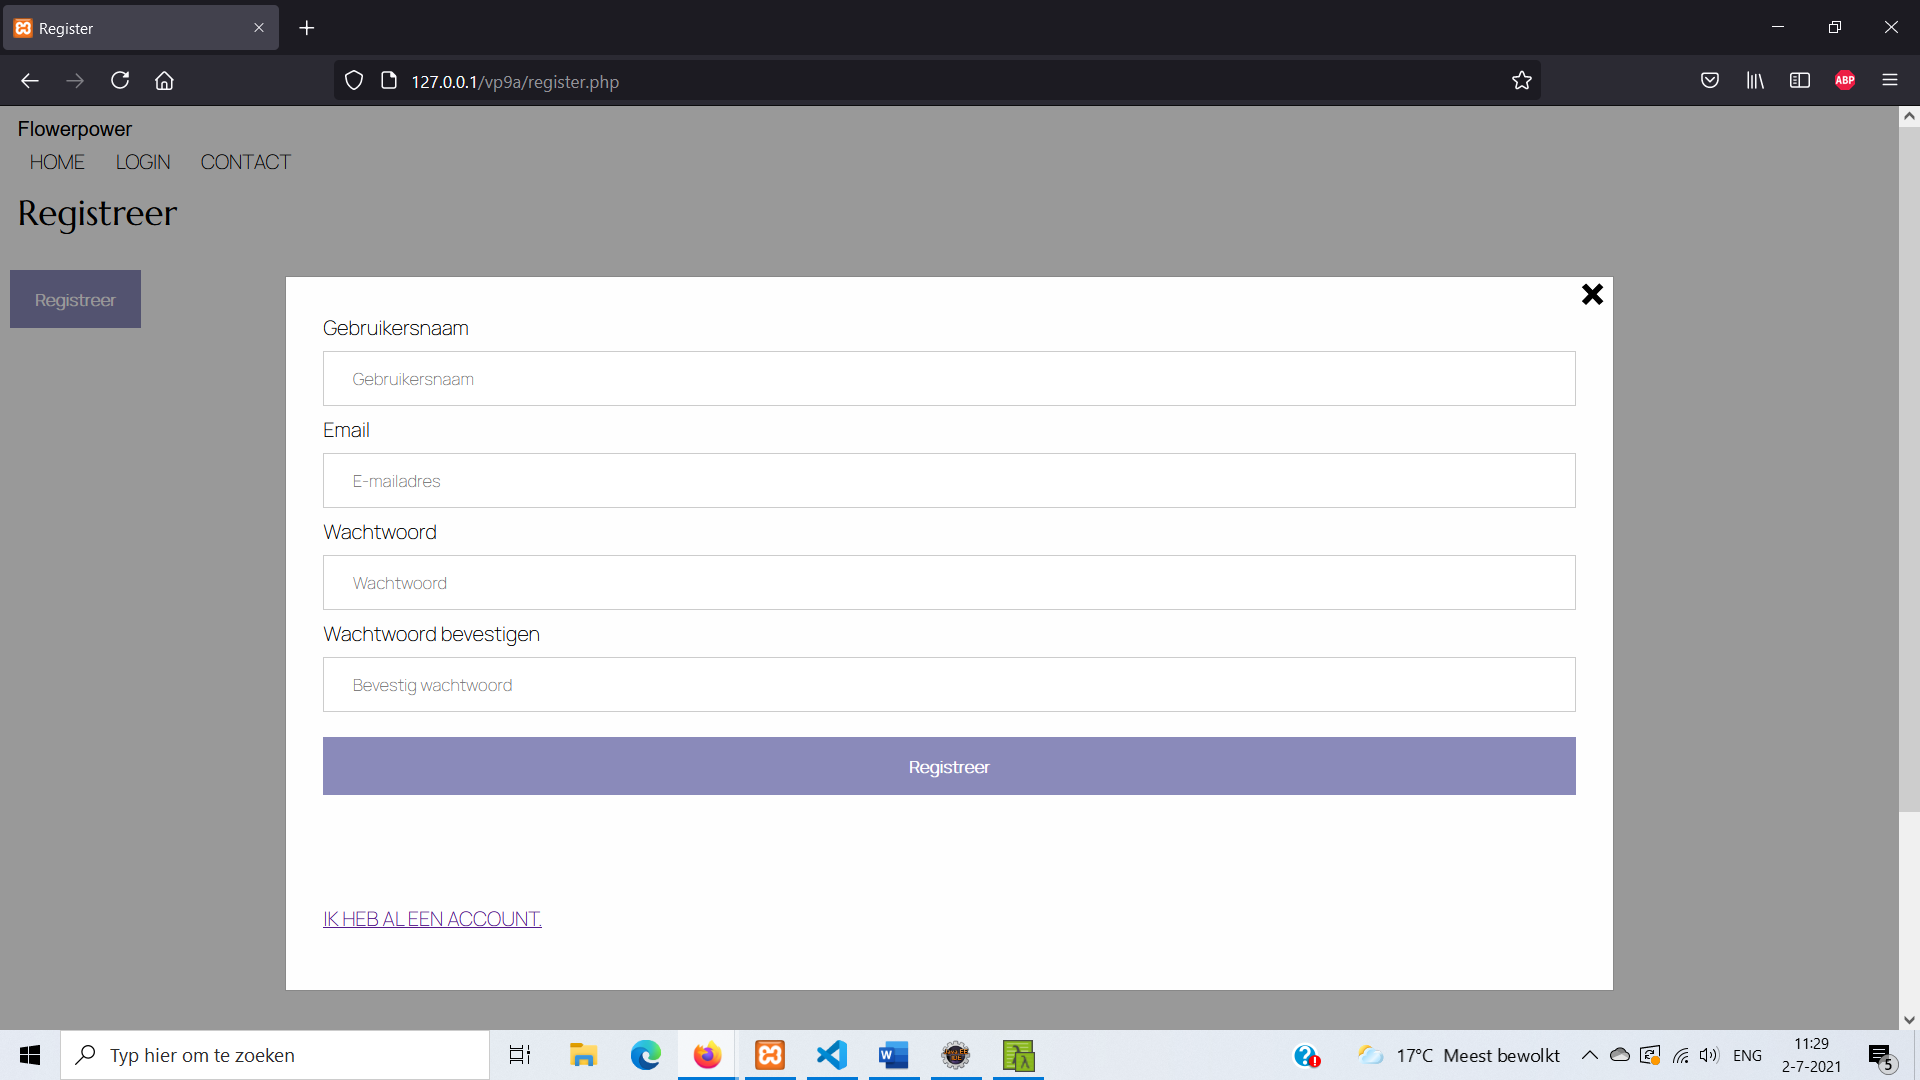 Register
127.0.0.1/vp9a/register.php
ABP
Flowerpower
HOME LOGIN CONTACT
Registreer
Registreer
Gebruikersnaam
Gebruikersnaam
Email
E-mailadres
Wachtwoord
Wachtwoord
Wachtwoord bevestigen
Bevestig wachtwoord
Registreer
IK HEB AL EEN ACCOUNT.
Typ hier om te zoeken
17°C Meest bewolkt
ENG
11:29
2-7-2021
5